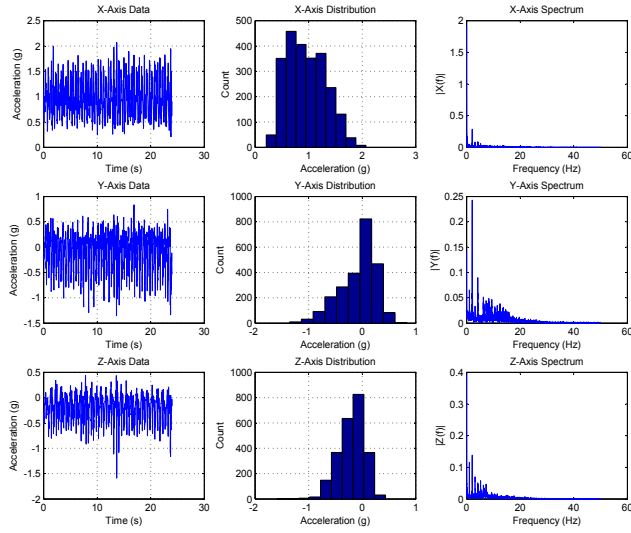 X-Axis Data
X-Axis Distribution
X-Axis Spectrum
2.5
2
1.5
1
0.5
0
Acceleration (g)
0 10 20 30
Time (s)
500
400
300
200
100
0
Count
0 1 2 3
Acceleration (g)
2
1.5
1
0.5
0
|X(f)|
0 20 40 60
Frequency (Hz)
Y-Axis Data
Y-Axis Distribution
Y-Axis Spectrum
1
0.5
0
-0.5
-1
-1.5
Acceleration (g)
0 10 20 30
Time (s)
1000
800
600
400
200
0
Count
-2 -1 0 1
Acceleration (g)
0.25
0.2
0.15
0.1
0.05
0
|Y(f)|
0 20 40 60
Frequency (Hz)
Z-Axis Data
Z-Axis Distribution
Z-Axis Spectrum
0.5
0
-0.5
-1
-1.5
-2
Acceleration (g)
0 10 20 30
Time (s)
1000
800
600
400
200
0
Count
-2 -1 0 1
Acceleration (g)
0.4
0.3
0.2
0.1
0
|Z(f)|
0 20 40 60
Frequency (Hz)